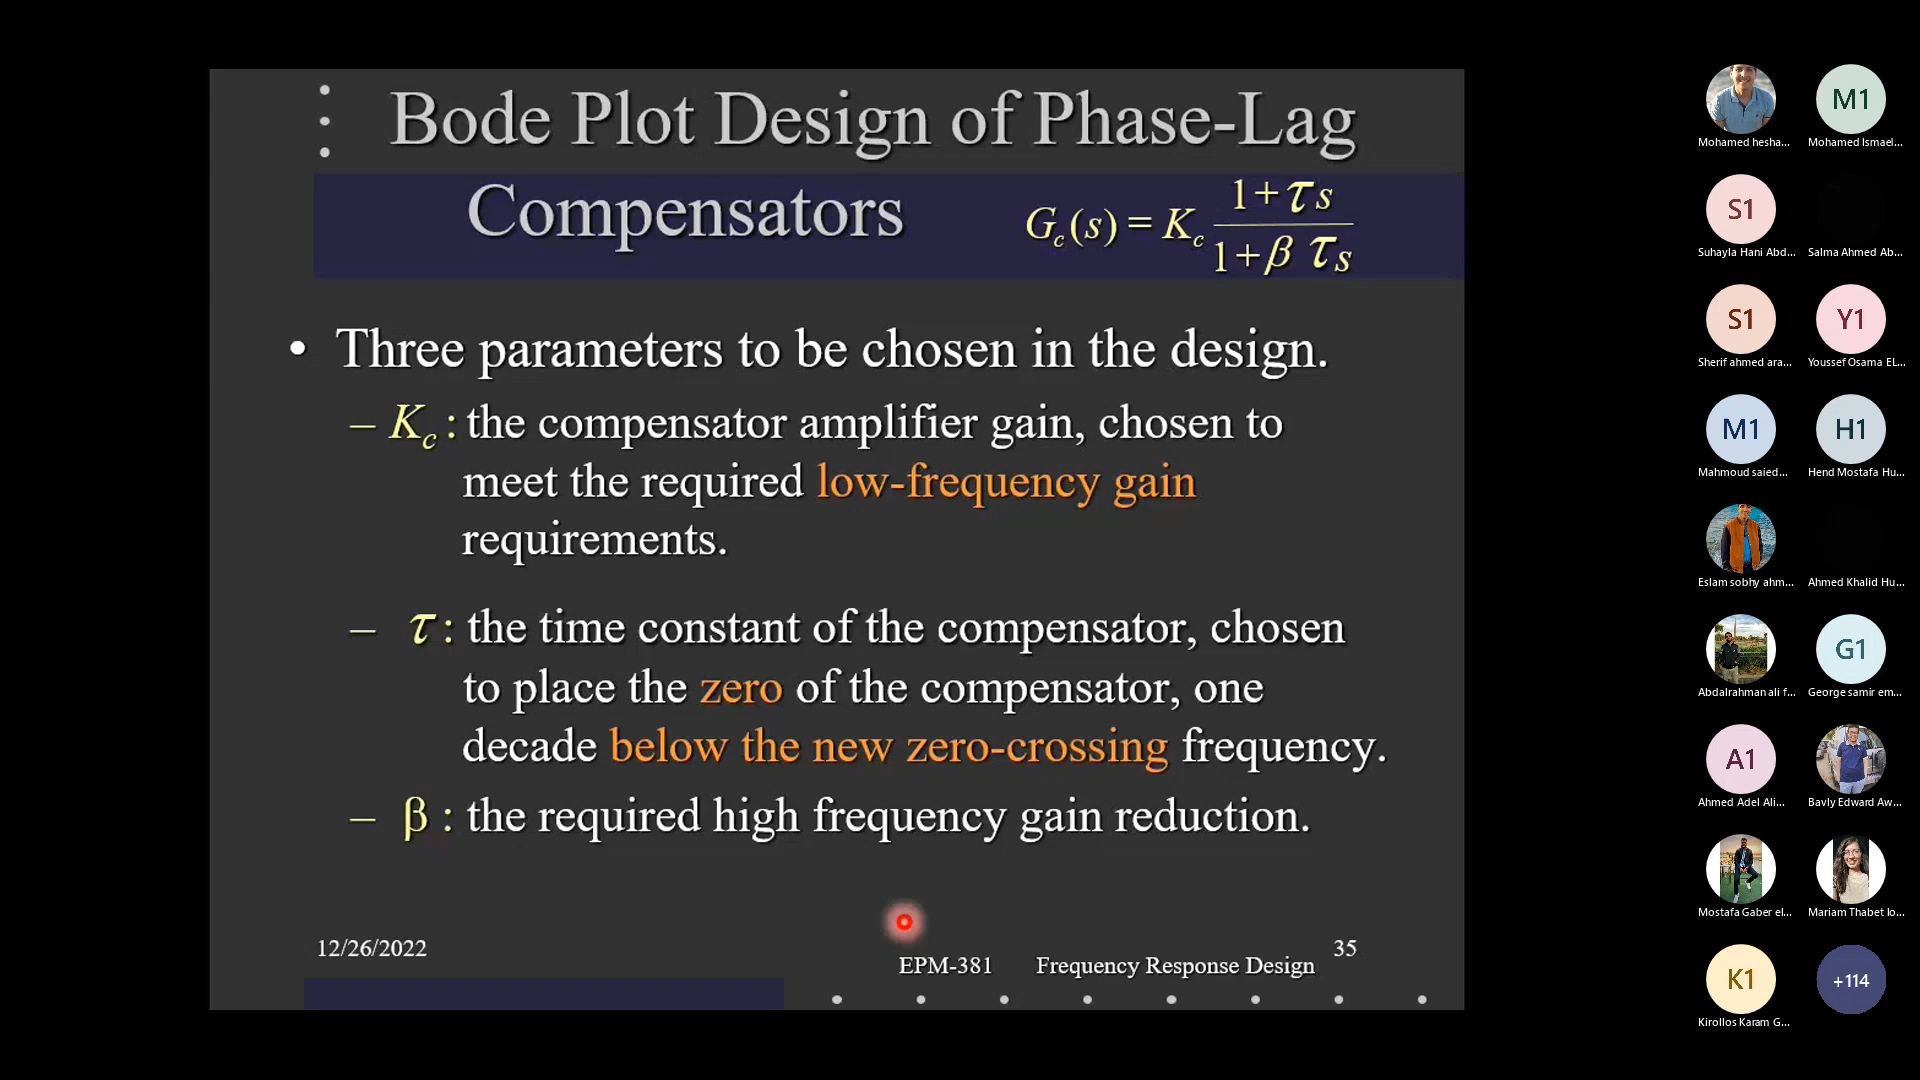 Bode Plot Design of Phase-Lag
Compensators
G_c(s) = K_c (1+τs)/(1+β τs)
• Three parameters to be chosen in the design.
– K_c : the compensator amplifier gain, chosen to
meet the required low-frequency gain
requirements.
– τ : the time constant of the compensator, chosen
to place the zero of the compensator, one
decade below the new zero-crossing frequency.
– β : the required high frequency gain reduction.
12/26/2022
EPM-381 Frequency Response Design
35
M1
Mohamed hesha...
Mohamed Ismael...
S1
Suhayla Hani Abd...
Salma Ahmed Ab...
S1
Y1
Sherif ahmed ara...
Youssef Osama EL...
M1
H1
Mahmoud saied...
Hend Mostafa Hu...
Eslam sobhy ahm...
Ahmed Khalid Hu...
G1
Abdalrahman ali f...
George samir em...
A1
Ahmed Adel Ali...
Bavly Edward Aw...
Mostafa Gaber el...
Mariam Thabet lo...
K1
+114
Kirollos Karam G...